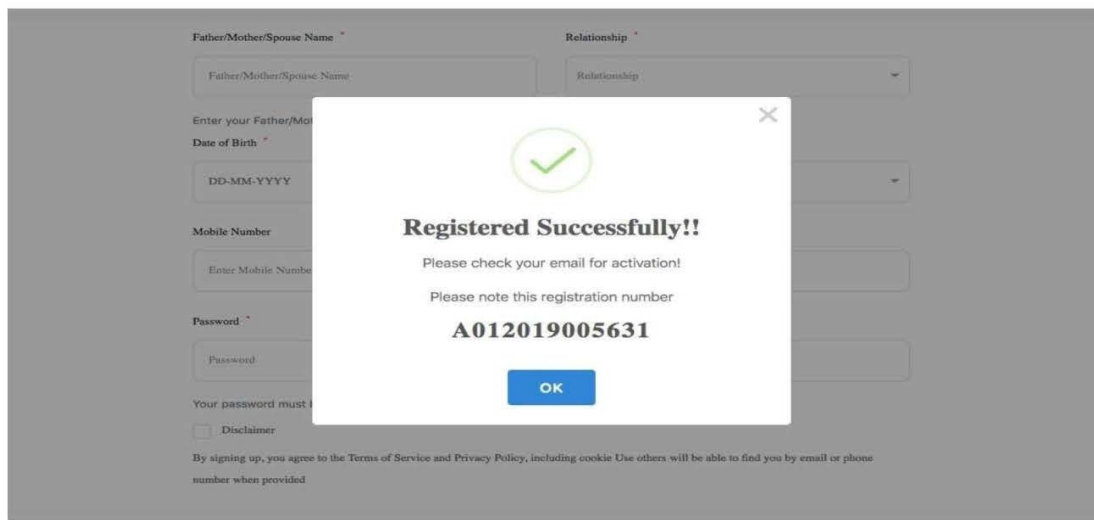 Father/Mother/Spouse Name *
Relationship *
Father/Mother/Spouse Name
Relationship
Enter your
Date of Birth *
DD-MM-YYYY
Mobile Number
Enter Mobile
Password *
Password
Your password must
Disclaimer
By signing up, you agree to the Terms of Service and Privacy Policy, including cookie Use others will be able to find you by email or phone
number when provided
Registered Successfully!!
Please check your email for activation!
Please note this registration number
A012019005631
OK